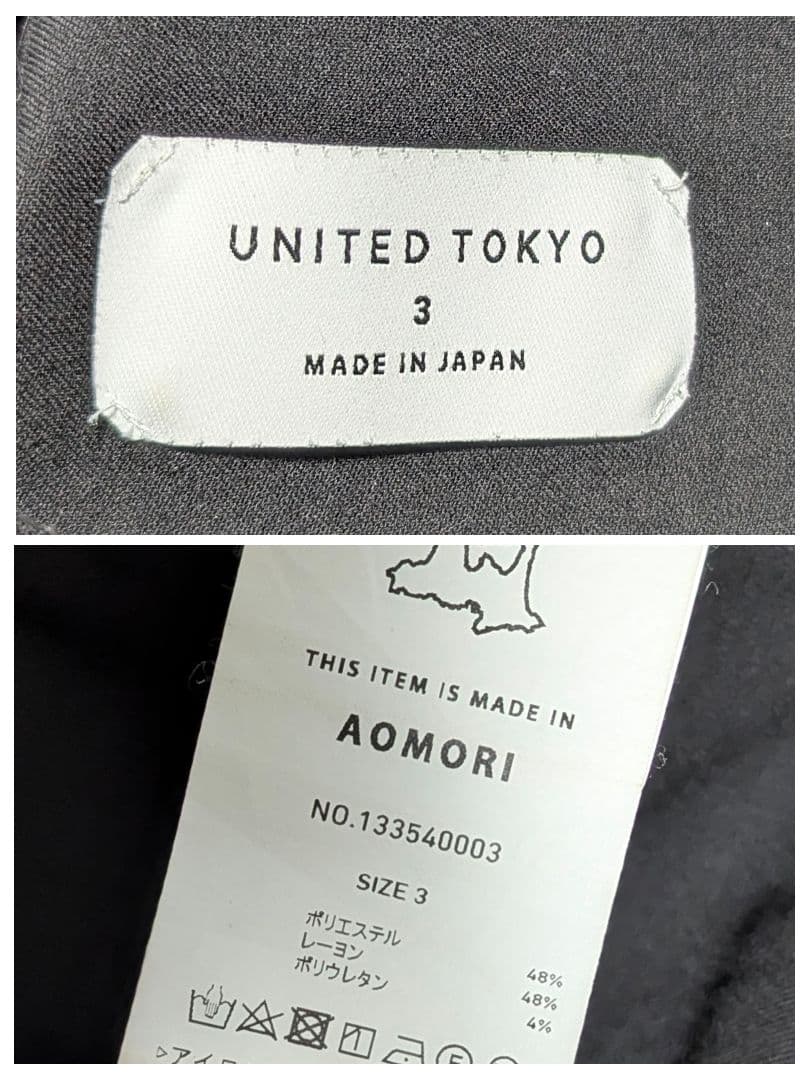 UNITED TOKYO
3
MADE IN JAPAN
THIS ITEM IS MADE IN
AOMORI
NO.133540003
SIZE 3
ポリエステル 48%
レーヨン 48%
ポリウレタン 4%